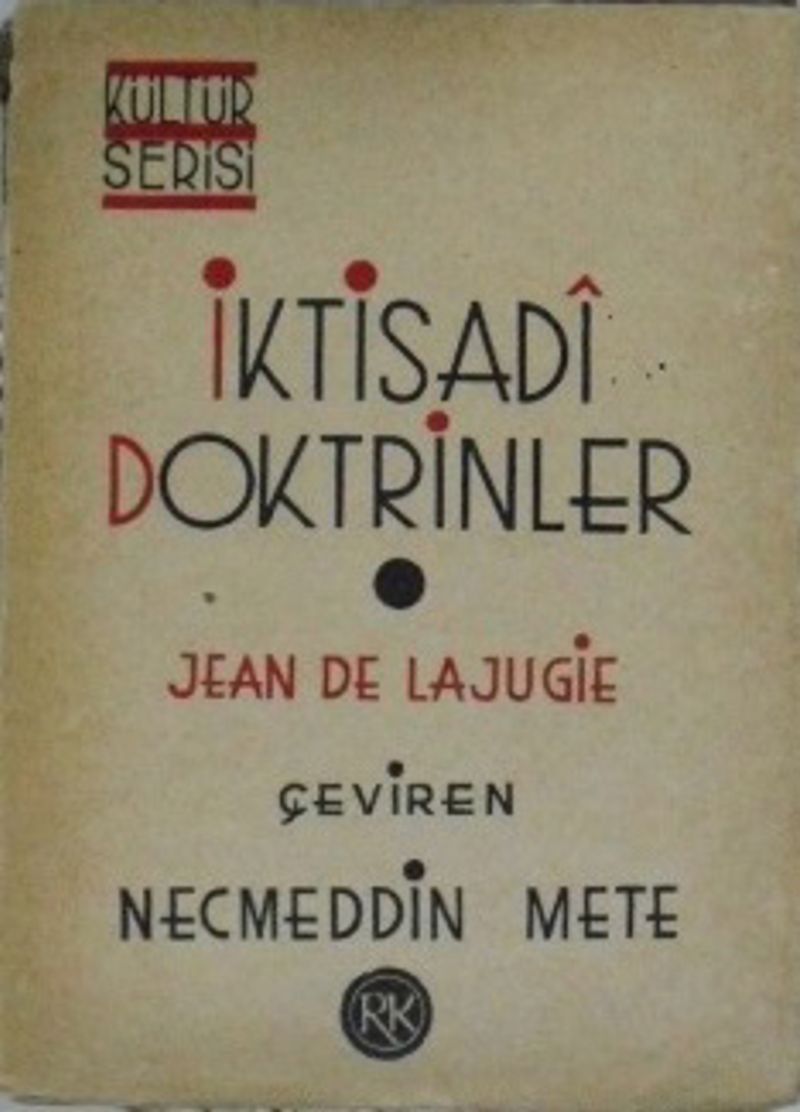 KÜLTÜR
SERİSİ
İKTİSADÎ
DOKTRİNLER
JEAN DE LAJUGİE
ÇEVİREN
NECMEDDİN METE
RK